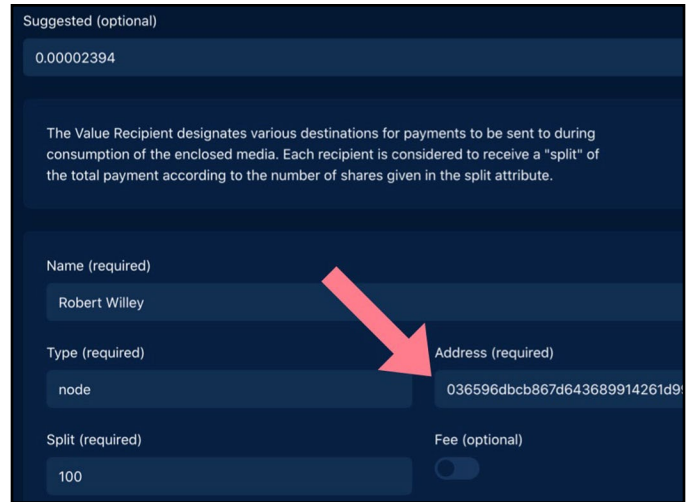 Suggested (optional)
0.00002394
The Value Recipient designates various destinations for payments to be sent to during
consumption of the enclosed media. Each recipient is considered to receive a "split" of
the total payment according to the number of shares given in the split attribute.
Name (required)
Robert Willey
Type (required)
Address (required)
node
036596dbcb867d643689914261d99
Split (required)
Fee (optional)
100